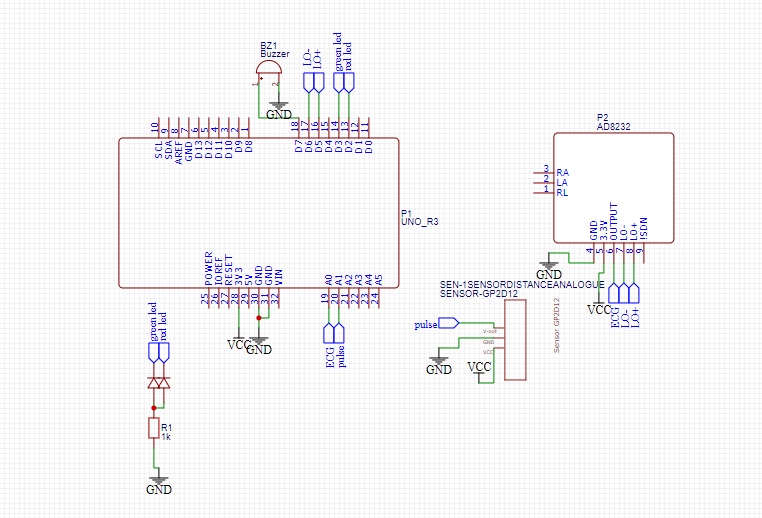 BZ1
Buzzer
1
2
GND
LO-
LO+
green led
red led
10 9 8 7 6 5 4 3 2 1
18 17 16 15 14 13 12 11
SCL SDA AREF GND D13 D12 D11 D10 D9 D8
D7 D6 D5 D4 D3 D2 D1 D0
P1
UNO_R3
POWER IOREF RESET 3V3 5V GND GND VIN
A0 A1 A2 A3 A4 A5
25 26 27 28 29 30 31 32
19 20 21 22 23 24
VCC
GND
ECG
pulse
P2
AD8232
3 RA
2 LA
1 RL
GND 3.3V OUTPUT LO- LO+ !SDN
4 5 6 7 8 9
GND
VCC
ECG
LO-
LO+
SEN-1SENSORDISTANCEANALOGUE
SENSOR-GP2D12
Sensor GP2D12
pulse
V-out
GND
VCC
GND
VCC
green led
red led
R1
1k
GND